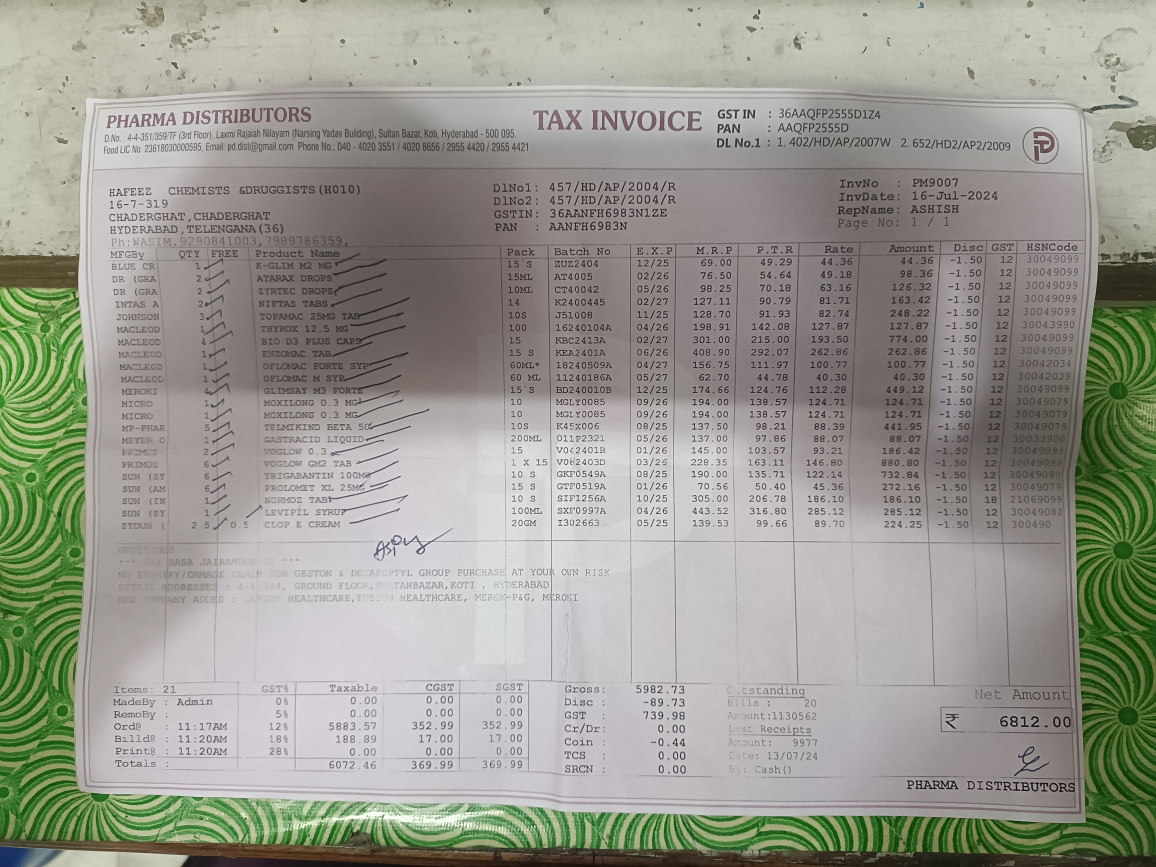 PHARMA DISTRIBUTORS
D.No. : 4-4-351/359/TF (3rd Floor), Laxmi Rajaiah Nilayam (Narsing Yadav Building), Sultan Bazar, Koti, Hyderabad - 500 095.
Food LIC No. 23618030000595, Email: pd.dist@gmail.com Phone No.: 040 - 4020 3551 / 4020 8656 / 2955 4420 / 2955 4421
TAX INVOICE
GST IN : 36AAQFP2555D1Z4
PAN : AAQFP2555D
DL No.1 : 1. 402/HD/AP/2007W 2. 652/HD2/AP2/2009
HAFEEZ CHEMISTS &DRUGGISTS(H010)
16-7-319
CHADERGHAT,CHADERGHAT
HYDERABAD,TELENGANA(36)
Ph:WASIM.9290841003,7989786359,
DlNo1: 457/HD/AP/2004/R
DlNo2: 457/HD/AP/2004/R
GSTIN: 36AANFH6983N1ZE
PAN : AANFH6983N
InvNo : PM9007
InvDate: 16-Jul-2024
RepName: ASHISH
Page No: 1 / 1
MFGBy QTY FREE Product Name Pack Batch No E.X.P M.R.P P.T.R Rate Amount Disc GST HSNCode
BLUE CR 1 E-GLIM M2 MG 15`S ZUZ2404 12/25 69.00 49.29 44.36 44.36 -1.50 12 30049099
DR (GRA 2 ATARAX DROPS 15ML AT4005 02/26 76.50 54.64 49.18 98.36 -1.50 12 30049099
DR (GRA 2 ZYRTEC DROPS 10ML CT40042 05/26 98.25 70.18 63.16 126.32 -1.50 12 30049099
INTAS A 2 NIFTAS TABS 14 K2400445 02/27 127.11 90.79 81.71 163.42 -1.50 12 30049099
JOHNSON 3 TOPAMAC 25MG TAB 10S J51008 11/25 128.70 91.93 82.74 248.22 -1.50 12 30049099
MACLEOD 1 THYROX 12.5 MG 100 16240104A 04/26 198.91 142.08 127.87 127.87 -1.50 12 30043990
MACLEOD 4 BIO D3 PLUS CAPS 15 KBC2413A 02/27 301.00 215.00 193.50 774.00 -1.50 12 30049099
MACLEOD 1 ENZOMAC TAB 15 S KEA2401A 06/26 408.90 292.07 262.86 262.86 -1.50 12 30049099
MACLEOD 1 OFLOMAC FORTE SYP 60ML* 18240509A 04/27 156.75 111.97 100.77 100.77 -1.50 12 30042034
MACLEOD 1 OFLOMAC M SYR 60 ML 11240186A 05/27 62.70 44.78 40.30 40.30 -1.50 12 30042039
MEROKI 4 GLIMSAT M3 FORTE 15`S BD240010B 12/25 174.66 124.76 112.28 449.12 -1.50 12 30049099
MICRO 1 MOXILONG 0.3 MG 10 MGLY0085 09/26 194.00 138.57 124.71 124.71 -1.50 12 30049079
MICRO 1 MOXILONG 0.3 MG 10 MGLY0085 09/26 194.00 138.57 124.71 124.71 -1.50 12 30049079
MP-PHAR 5 TELMIKIND BETA 50 10S K45X006 08/25 137.50 98.21 88.39 441.95 -1.50 12 30049079
MEYER O 1 GASTRACID LIQUID 200ML 011P2321 05/26 137.00 97.86 88.07 88.07 -1.50 12 30033900
PRIMUS 2 VOGLOW 0.3 15 V042401B 01/26 145.00 103.57 93.21 186.42 -1.50 12 30049099
PRIMUS 6 VOGLOW GM2 TAB 1 X 15 V082403D 03/26 228.35 163.11 146.80 880.80 -1.50 12 30049099
SUN (SY 6 TRIGABANTIN 100MG 10 S GKF0549A 08/25 190.00 135.71 122.14 732.84 -1.50 12 30049099
SUN (AM 6 PROLOMET XL 25MG 15 S GTF0519A 01/26 70.56 50.40 45.36 272.16 -1.50 12 30049079
SUN (IN 1 NORMOZ TAB 10 S SIF1256A 10/25 305.00 206.78 186.10 186.10 -1.50 18 21069099
SUN (SY 1 LEVIPIL SYRUP 100ML SXF0997A 04/26 443.52 316.80 285.12 285.12 -1.50 12 30049082
ZYDUS ( 2.5 0.5 CLOP E CREAM 20GM I302663 05/25 139.53 99.66 89.70 224.25 -1.50 12 300490
GREETINGS
*** SAI BABA ***
NO EXPIRY/DAMAGE CLAIM FOR GESTON & DECAPEPTYL GROUP PURCHASE AT YOUR OWN RISK
RETAIL ADDRESSES : GROUND FLOOR,SULTANBAZAR,KOTI , HYDERABAD
NEW COMPANY ADDED : HEALTHCARE, HEALTHCARE, MERCK-P&G, MEROKI
Items: 21 GST% Taxable CGST SGST
MadeBy : Admin 0% 0.00 0.00 0.00
RemoBy : 5% 0.00 0.00 0.00
Ord@ : 11:17AM 12% 5883.57 352.99 352.99
Billd@ : 11:20AM 18% 188.89 17.00 17.00
Print@ : 11:20AM 28% 0.00 0.00 0.00
Totals : 6072.46 369.99 369.99
Gross: 5982.73
Disc : -89.73
GST : 739.98
Cr/Dr: 0.00
Coin : -0.44
TCS : 0.00
SRCN : 0.00
Outstanding
Bills : 20
Amount:1130562
Last Receipts
Amount: 9977
Date: 13/07/24
By: Cash()
Net Amount
₹ 6812.00
PHARMA DISTRIBUTORS